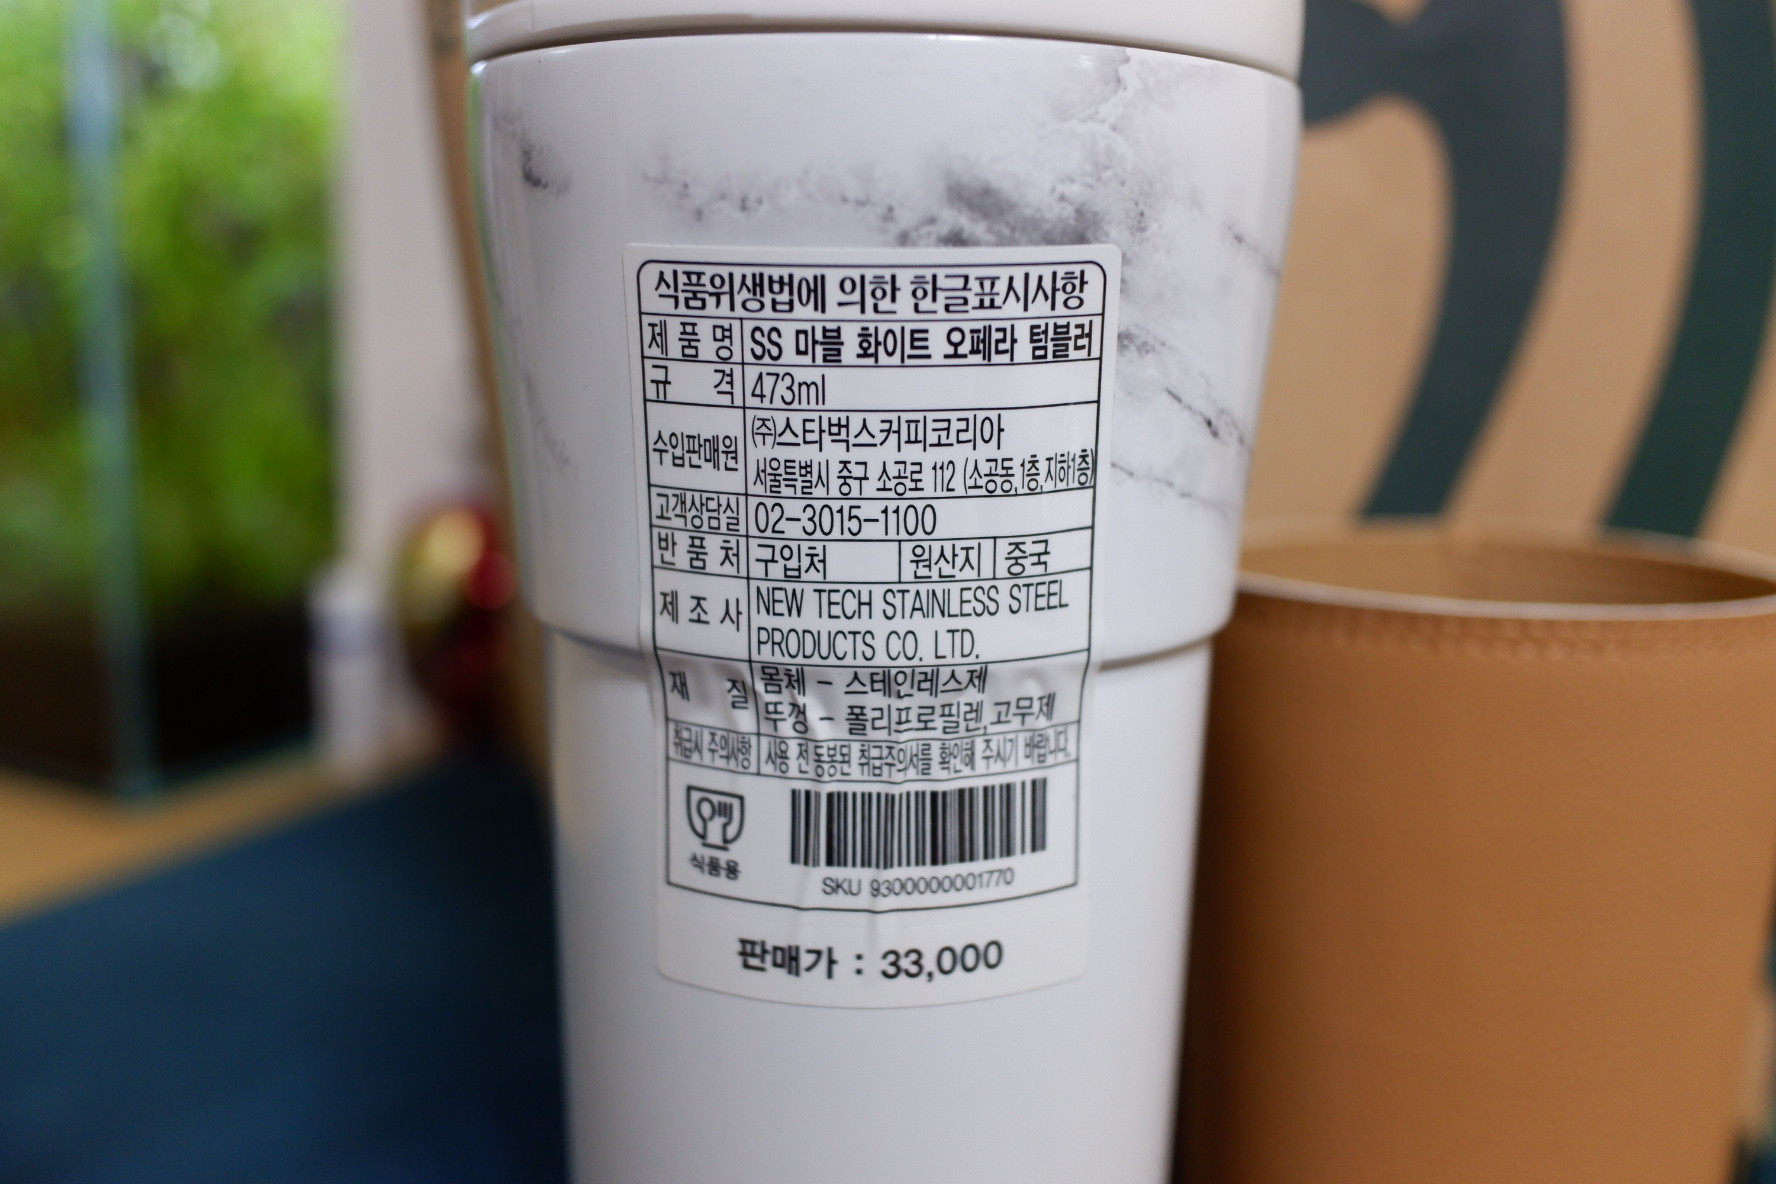 식품위생법에 의한 한글표시사항
제 품 명 SS 마블 화이트 오페라 텀블러
규 격 473ml
수입판매원 ㈜스타벅스커피코리아
서울특별시 중구 소공로 112 (소공동,1층,지하1층)
고객상담실 02-3015-1100
반 품 처 구입처 원산지 중국
제 조 사 NEW TECH STAINLESS STEEL
PRODUCTS CO. LTD.
재 질 몸체 - 스테인레스제
뚜껑 - 폴리프로필렌,고무제
취급시 주의사항 사용 전 동봉된 취급주의서를 확인해 주시기 바랍니다.
식품용
SKU 9300000001770
판매가 : 33,000